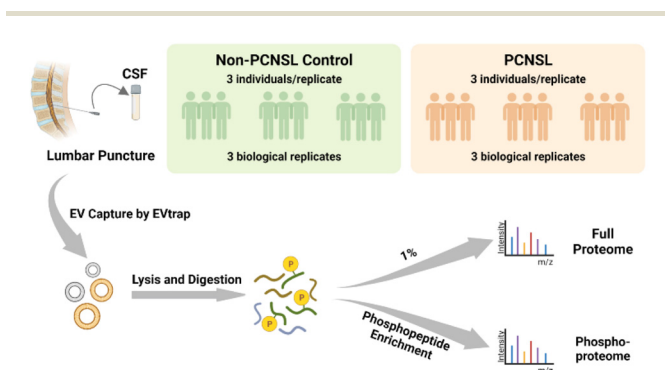 CSF
Lumbar Puncture
Non-PCNSL Control
3 individuals/replicate
3 biological replicates
PCNSL
3 individuals/replicate
3 biological replicates
EV Capture by EVtrap
Lysis and Digestion
P
P
P
1%
Phosphopeptide
Enrichment
Intensity
m/z
Full
Proteome
Intensity
m/z
Phospho-
proteome